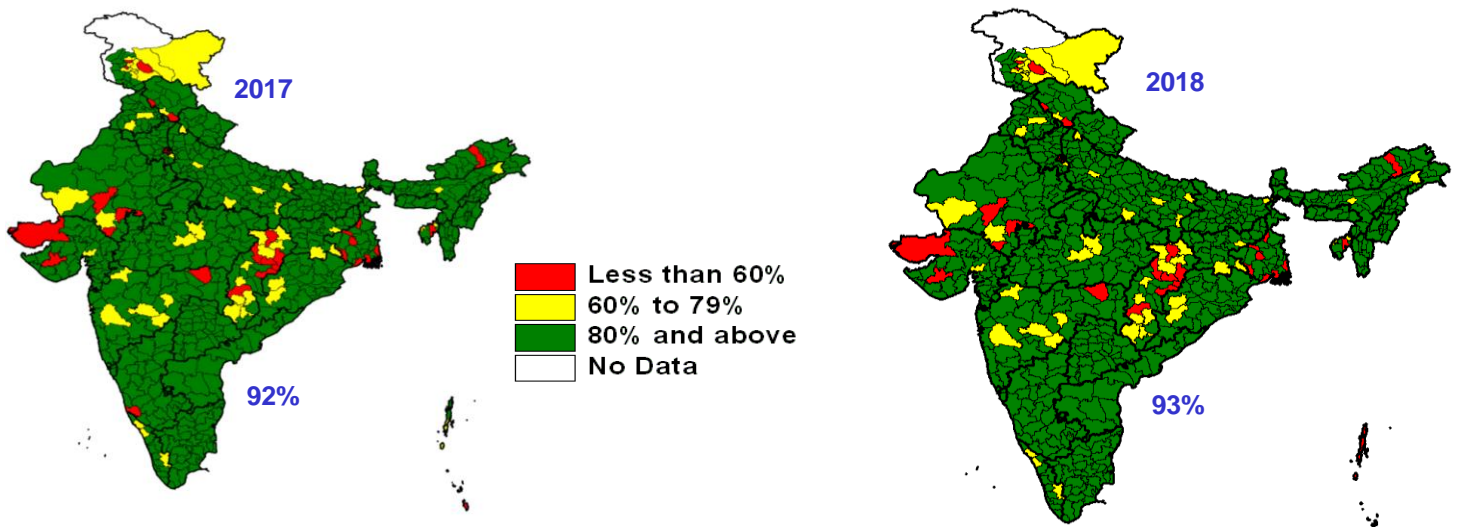 2017
2018
Less than 60%
60% to 79%
80% and above
No Data
92%
93%